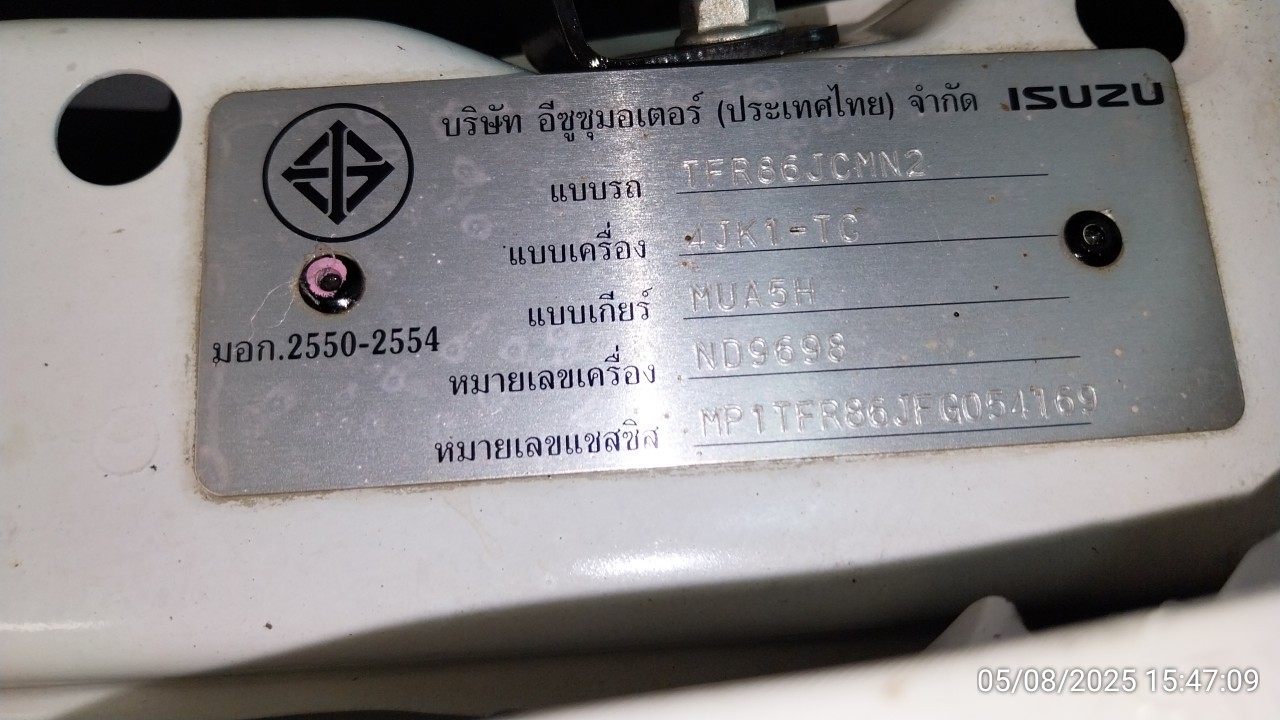 บริษัท อีซูซุมอเตอร์ (ประเทศไทย) จำกัด ISUZU
แบบรถ TFR86JCMN2
แบบเครื่อง 4JK1-TC
แบบเกียร์ MUA5H
มอก.2550-2554
หมายเลขเครื่อง ND9698
หมายเลขแชสซิส MP1TFR86JFG054169
05/08/2025 15:47:09